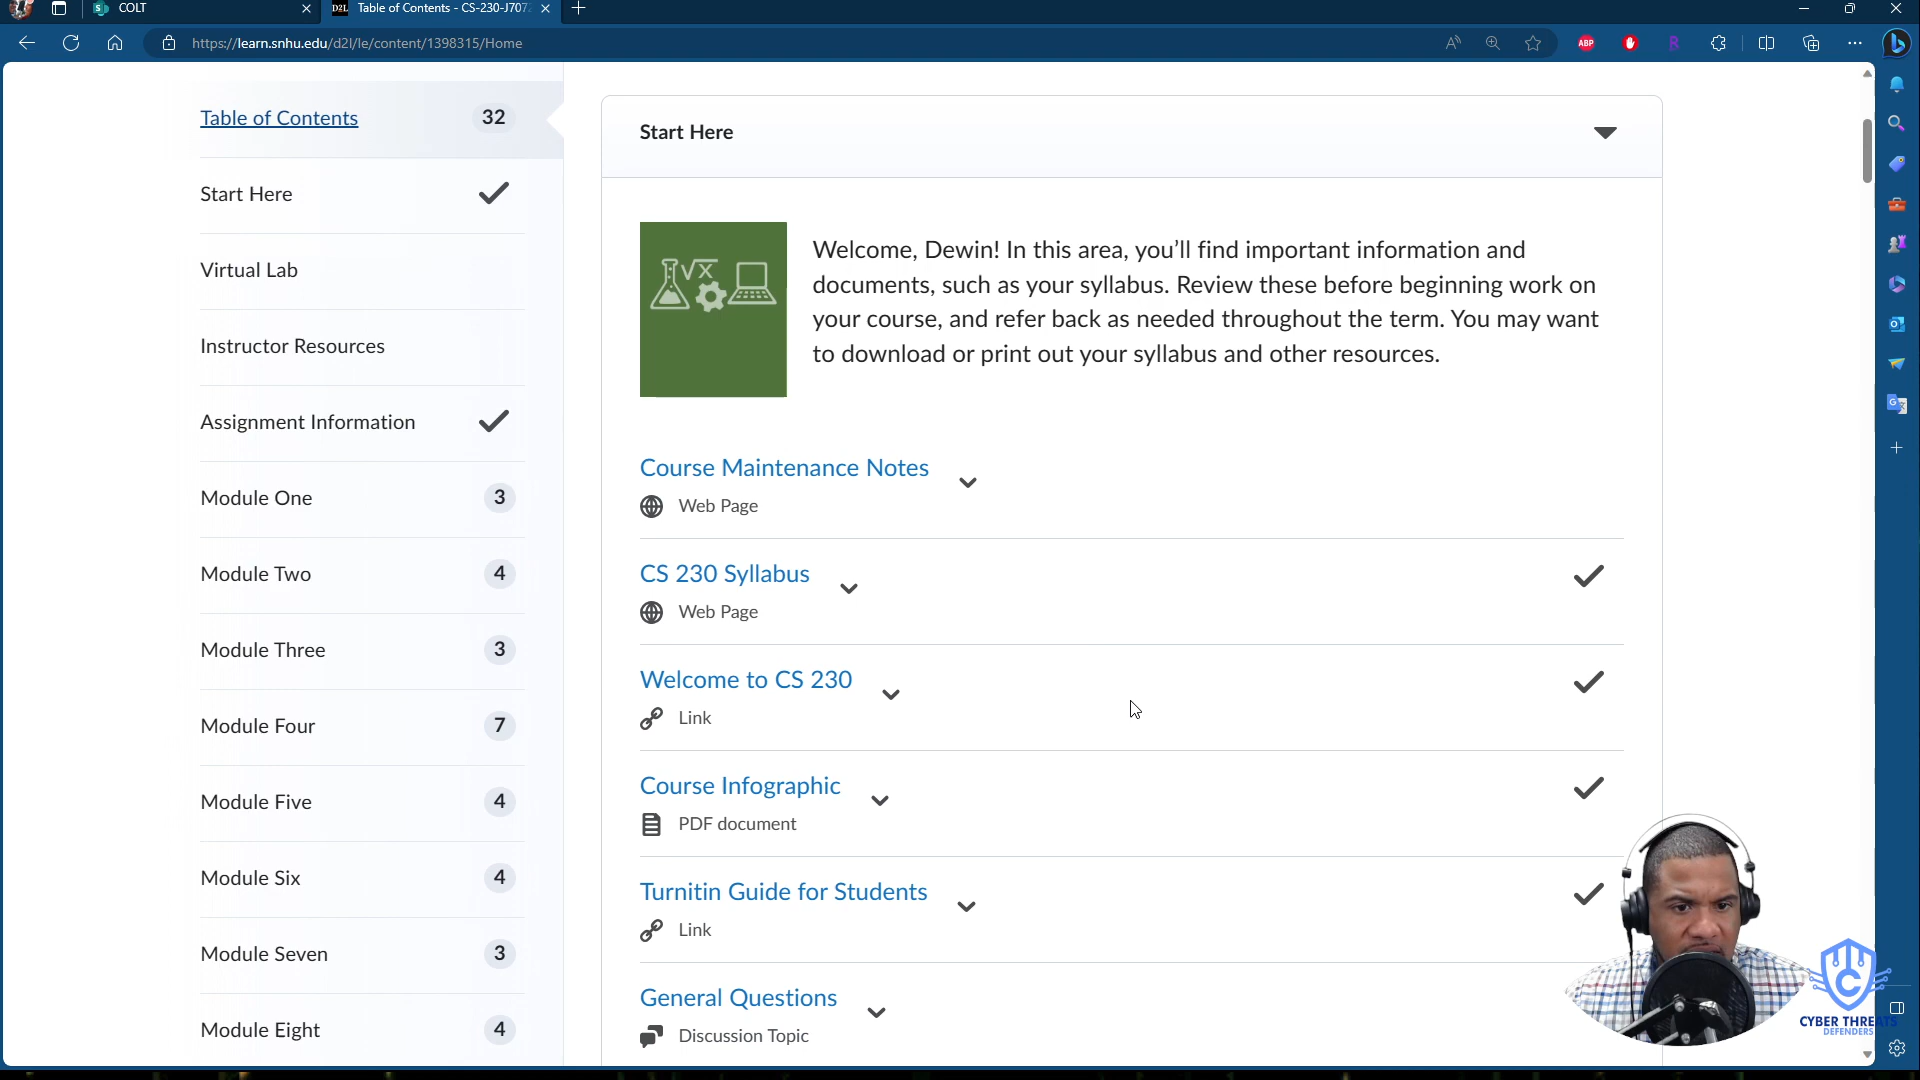 COLT
D2L Table of Contents - CS-230-J707
https://learn.snhu.edu/d2l/le/content/1398315/Home
ABP
Table of Contents 32
Start Here
Virtual Lab
Instructor Resources
Assignment Information
Module One 3
Module Two 4
Module Three 3
Module Four 7
Module Five 4
Module Six 4
Module Seven 3
Module Eight 4
Start Here
Welcome, Dewin! In this area, you’ll find important information and
documents, such as your syllabus. Review these before beginning work on
your course, and refer back as needed throughout the term. You may want
to download or print out your syllabus and other resources.
Course Maintenance Notes
Web Page
CS 230 Syllabus
Web Page
Welcome to CS 230
Link
Course Infographic
PDF document
Turnitin Guide for Students
Link
General Questions
Discussion Topic
CYBER THREATS
DEFENDERS